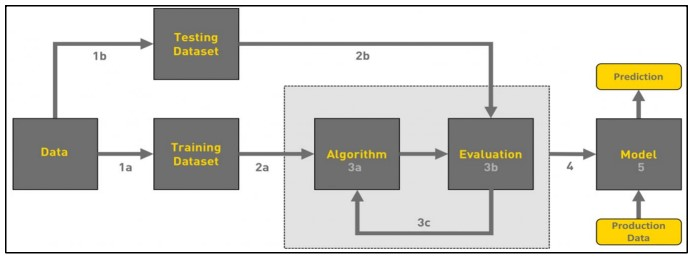 Testing
Dataset
1b
2b
Prediction
Data
1a
Training
Dataset
2a
Algorithm
3a
Evaluation
3b
3c
4
Model
5
Production
Data